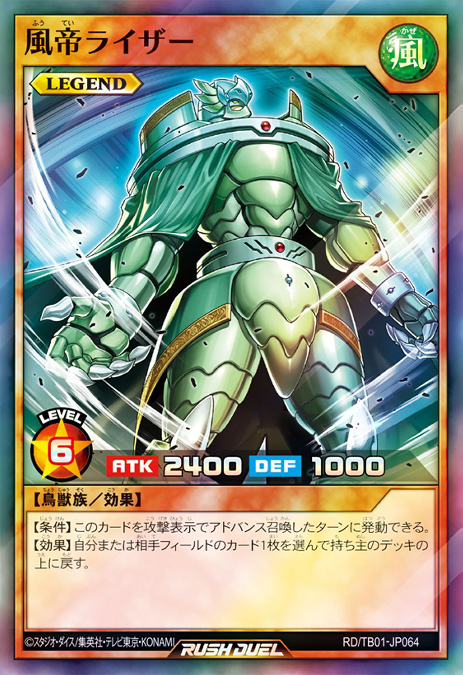 風帝ライザー
風
LEGEND
LEVEL
6
ATK 2400 DEF 1000
【鳥獣族／効果】
【条件】このカードを攻撃表示でアドバンス召喚したターンに発動できる。
【効果】自分または相手フィールドのカード1枚を選んで持ち主のデッキの
上に戻す。
©スタジオ・ダイス/集英社・テレビ東京・KONAMI
RUSH DUEL
RD/TB01-JP064